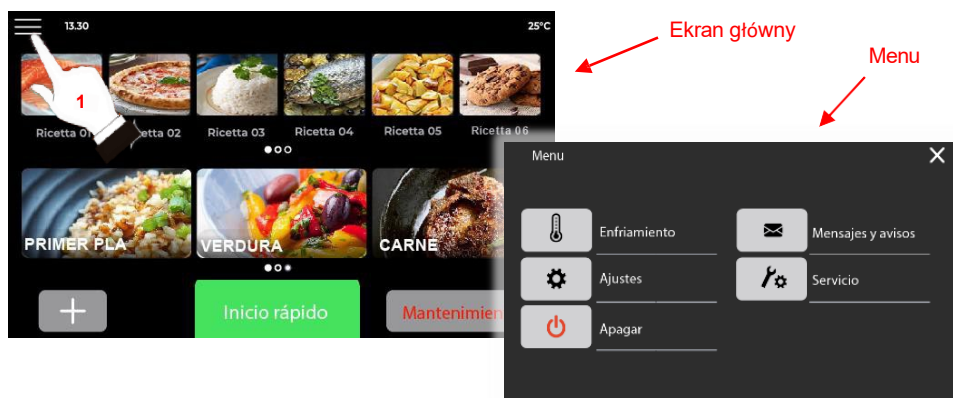 13.30
25°C
Ekran główny
Menu
1
Ricetta 01
etta 02
Ricetta 03
Ricetta 04
Ricetta 05
Ricetta 06
PRIMER PLA
VERDURA
CARNE
Inicio rápido
Mantenimien
Menu
Enfriamiento
Mensajes y avisos
Ajustes
Servicio
Apagar